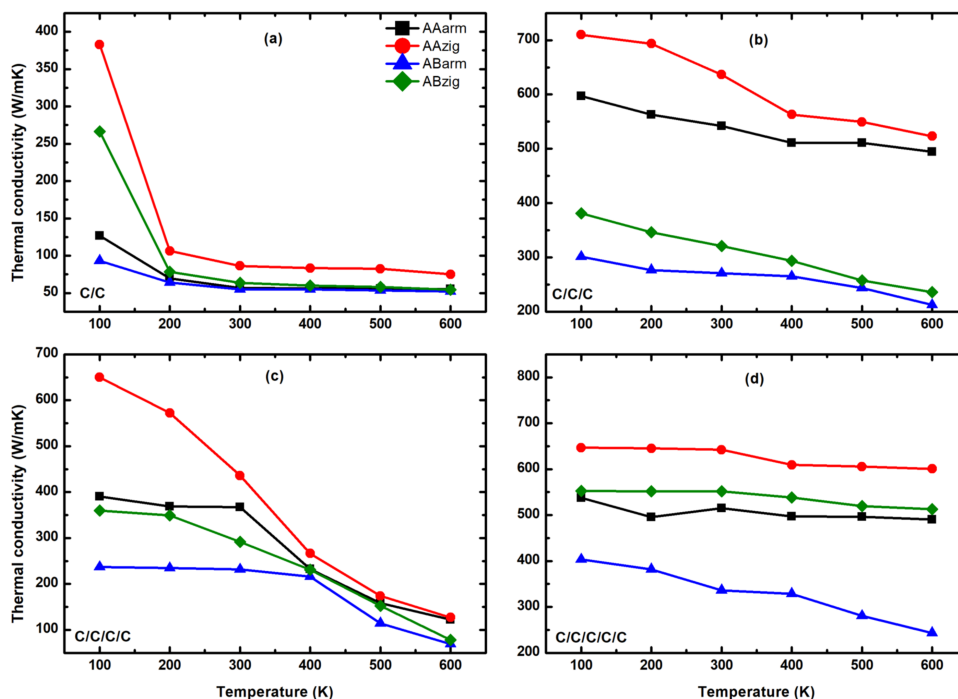 (a)
AAarm
AAzig
ABarm
ABzig
400
350
300
250
200
150
100
50
Thermal conductivity (W/mK)
C/C
100 200 300 400 500 600
(b)
700
600
500
400
300
200
Thermal conductivity (W/mK)
C/C/C
100 200 300 400 500 600
(c)
700
600
500
400
300
200
100
Thermal conductivity (W/mK)
C/C/C/C
100 200 300 400 500 600
Temperature (K)
(d)
800
700
600
500
400
300
200
C/C/C/C/C
100 200 300 400 500 600
Temperature (K)